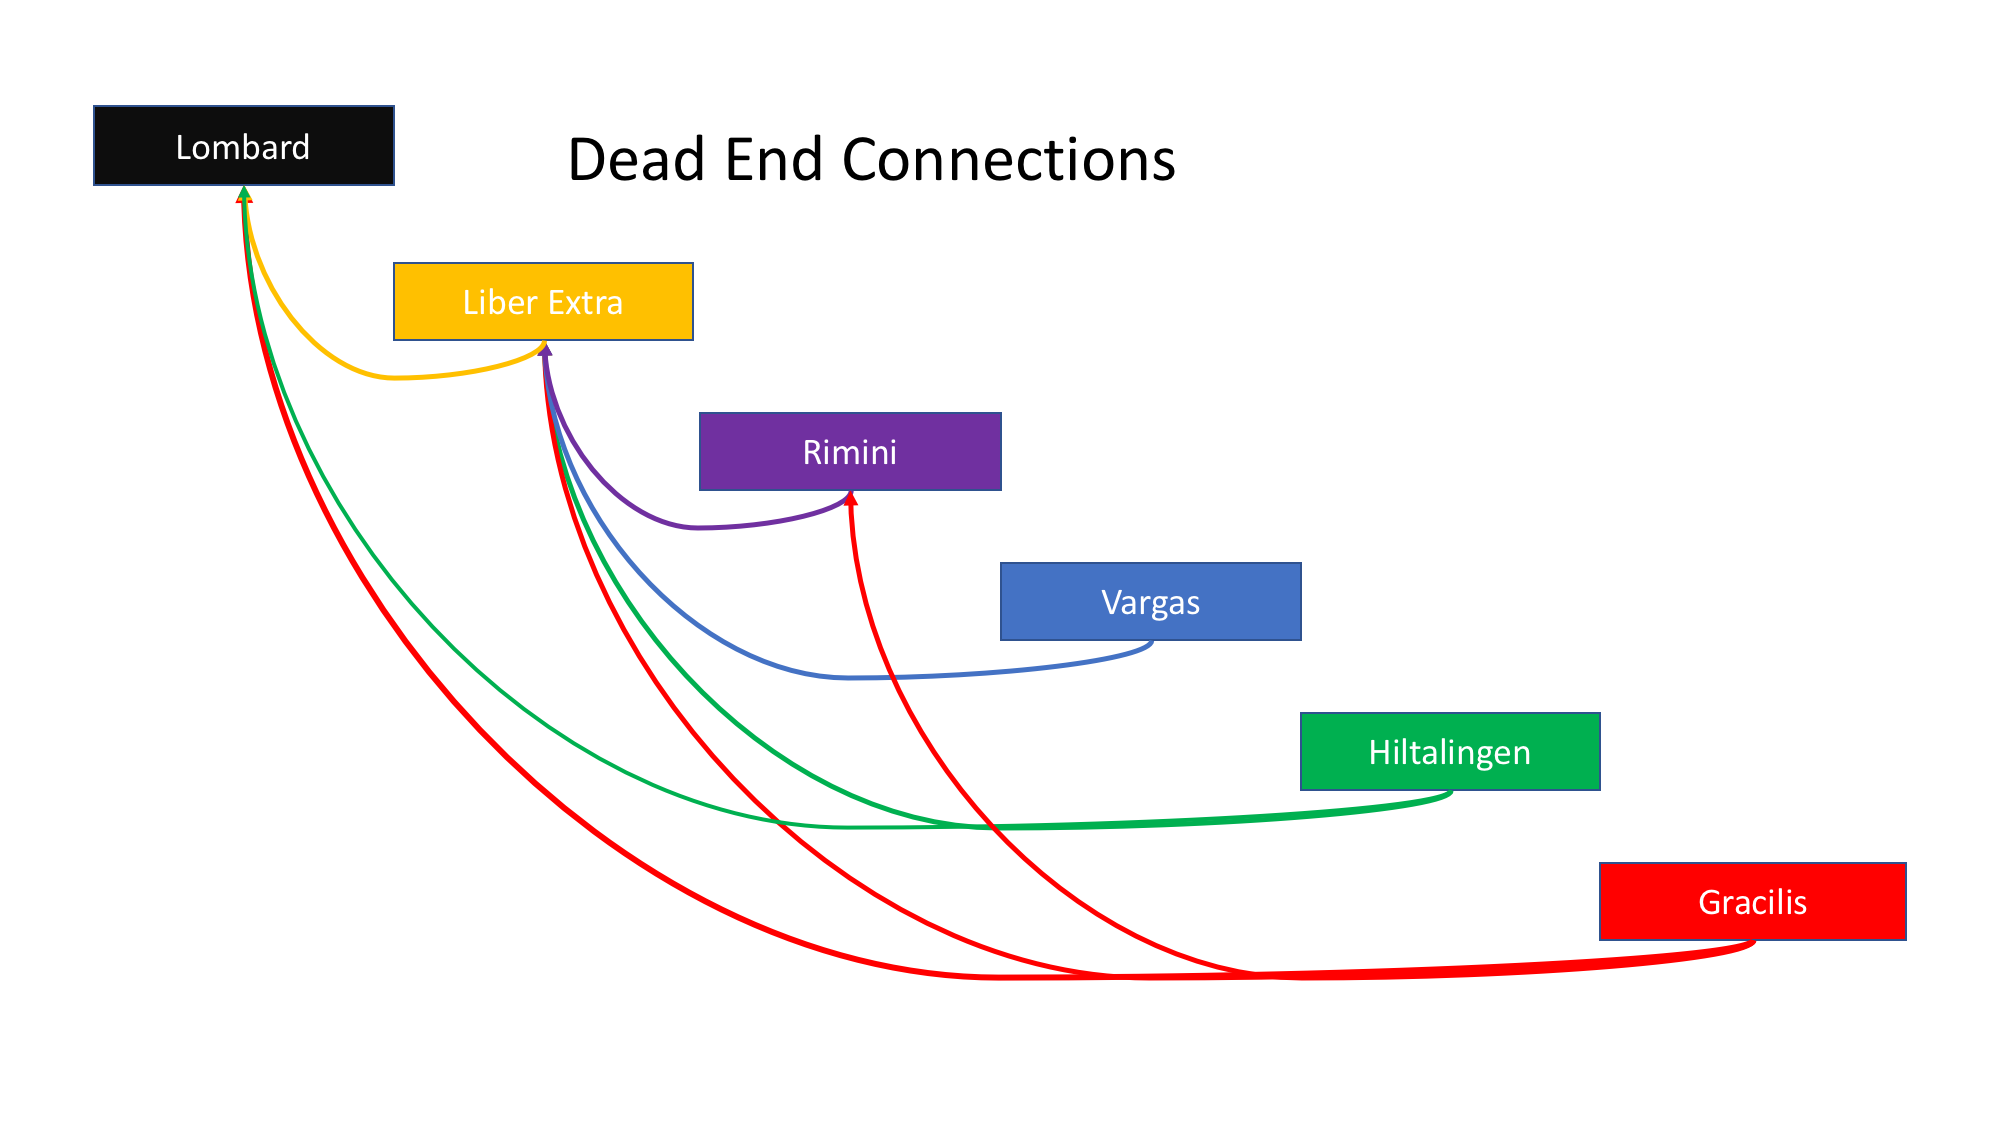 Lombard
Dead End Connections
Liber Extra
Rimini
Vargas
Hiltalingen
Gracilis